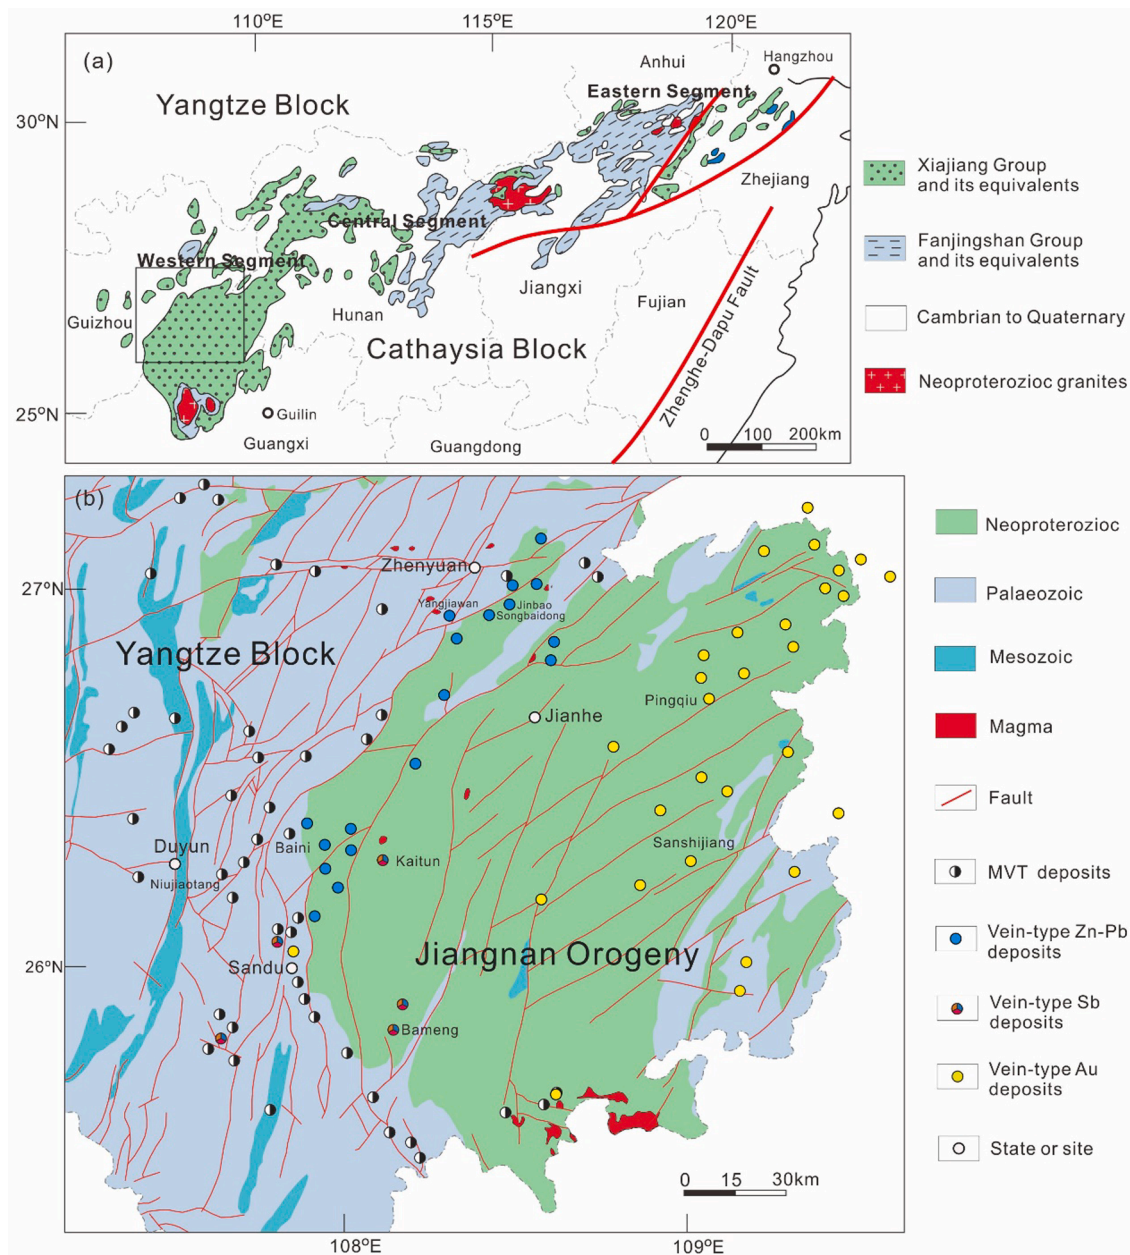 110°E
115°E
120°E
(a)
Anhui
Hangzhou
Yangtze Block
Eastern Segment
30°N
Zhejiang
Xiajiang Group
and its equivalents
Central Segment
Western Segment
Fanjingshan Group
and its equivalents
Jiangxi
Guizhou
Hunan
Fujian
Cambrian to Quaternary
Cathaysia Block
Zhenghe-Dapu Fault
Neoproterozoic granites
25°N
Guilin
Guangxi
Guangdong
0 100 200km
(b)
Neoproterozoic
Zhenyuan
27°N
Yangjiawan
Jinbao
Songbaidong
Palaeozoic
Yangtze Block
Mesozoic
Pingqiu
Jianhe
Magma
Fault
Duyun
Baini
Kaitun
Sanshijiang
Niujiaotang
MVT deposits
Vein-type Zn-Pb
deposits
Jiangnan Orogeny
Sandu
Vein-type Sb
deposits
Bameng
Vein-type Au
deposits
State or site
0 15 30km
108°E
109°E